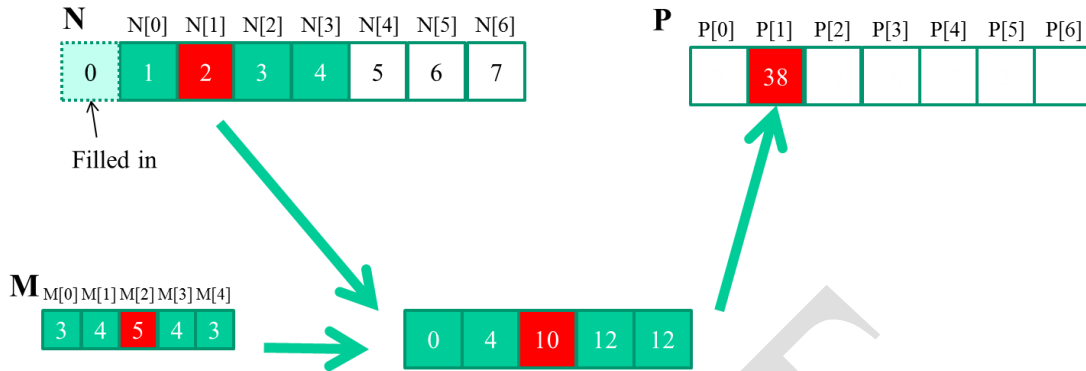 N N[0] N[1] N[2] N[3] N[4] N[5] N[6]
0 1 2 3 4 5 6 7
Filled in
P P[0] P[1] P[2] P[3] P[4] P[5] P[6]
38
M M[0] M[1] M[2] M[3] M[4]
3 4 5 4 3
0 4 10 12 12